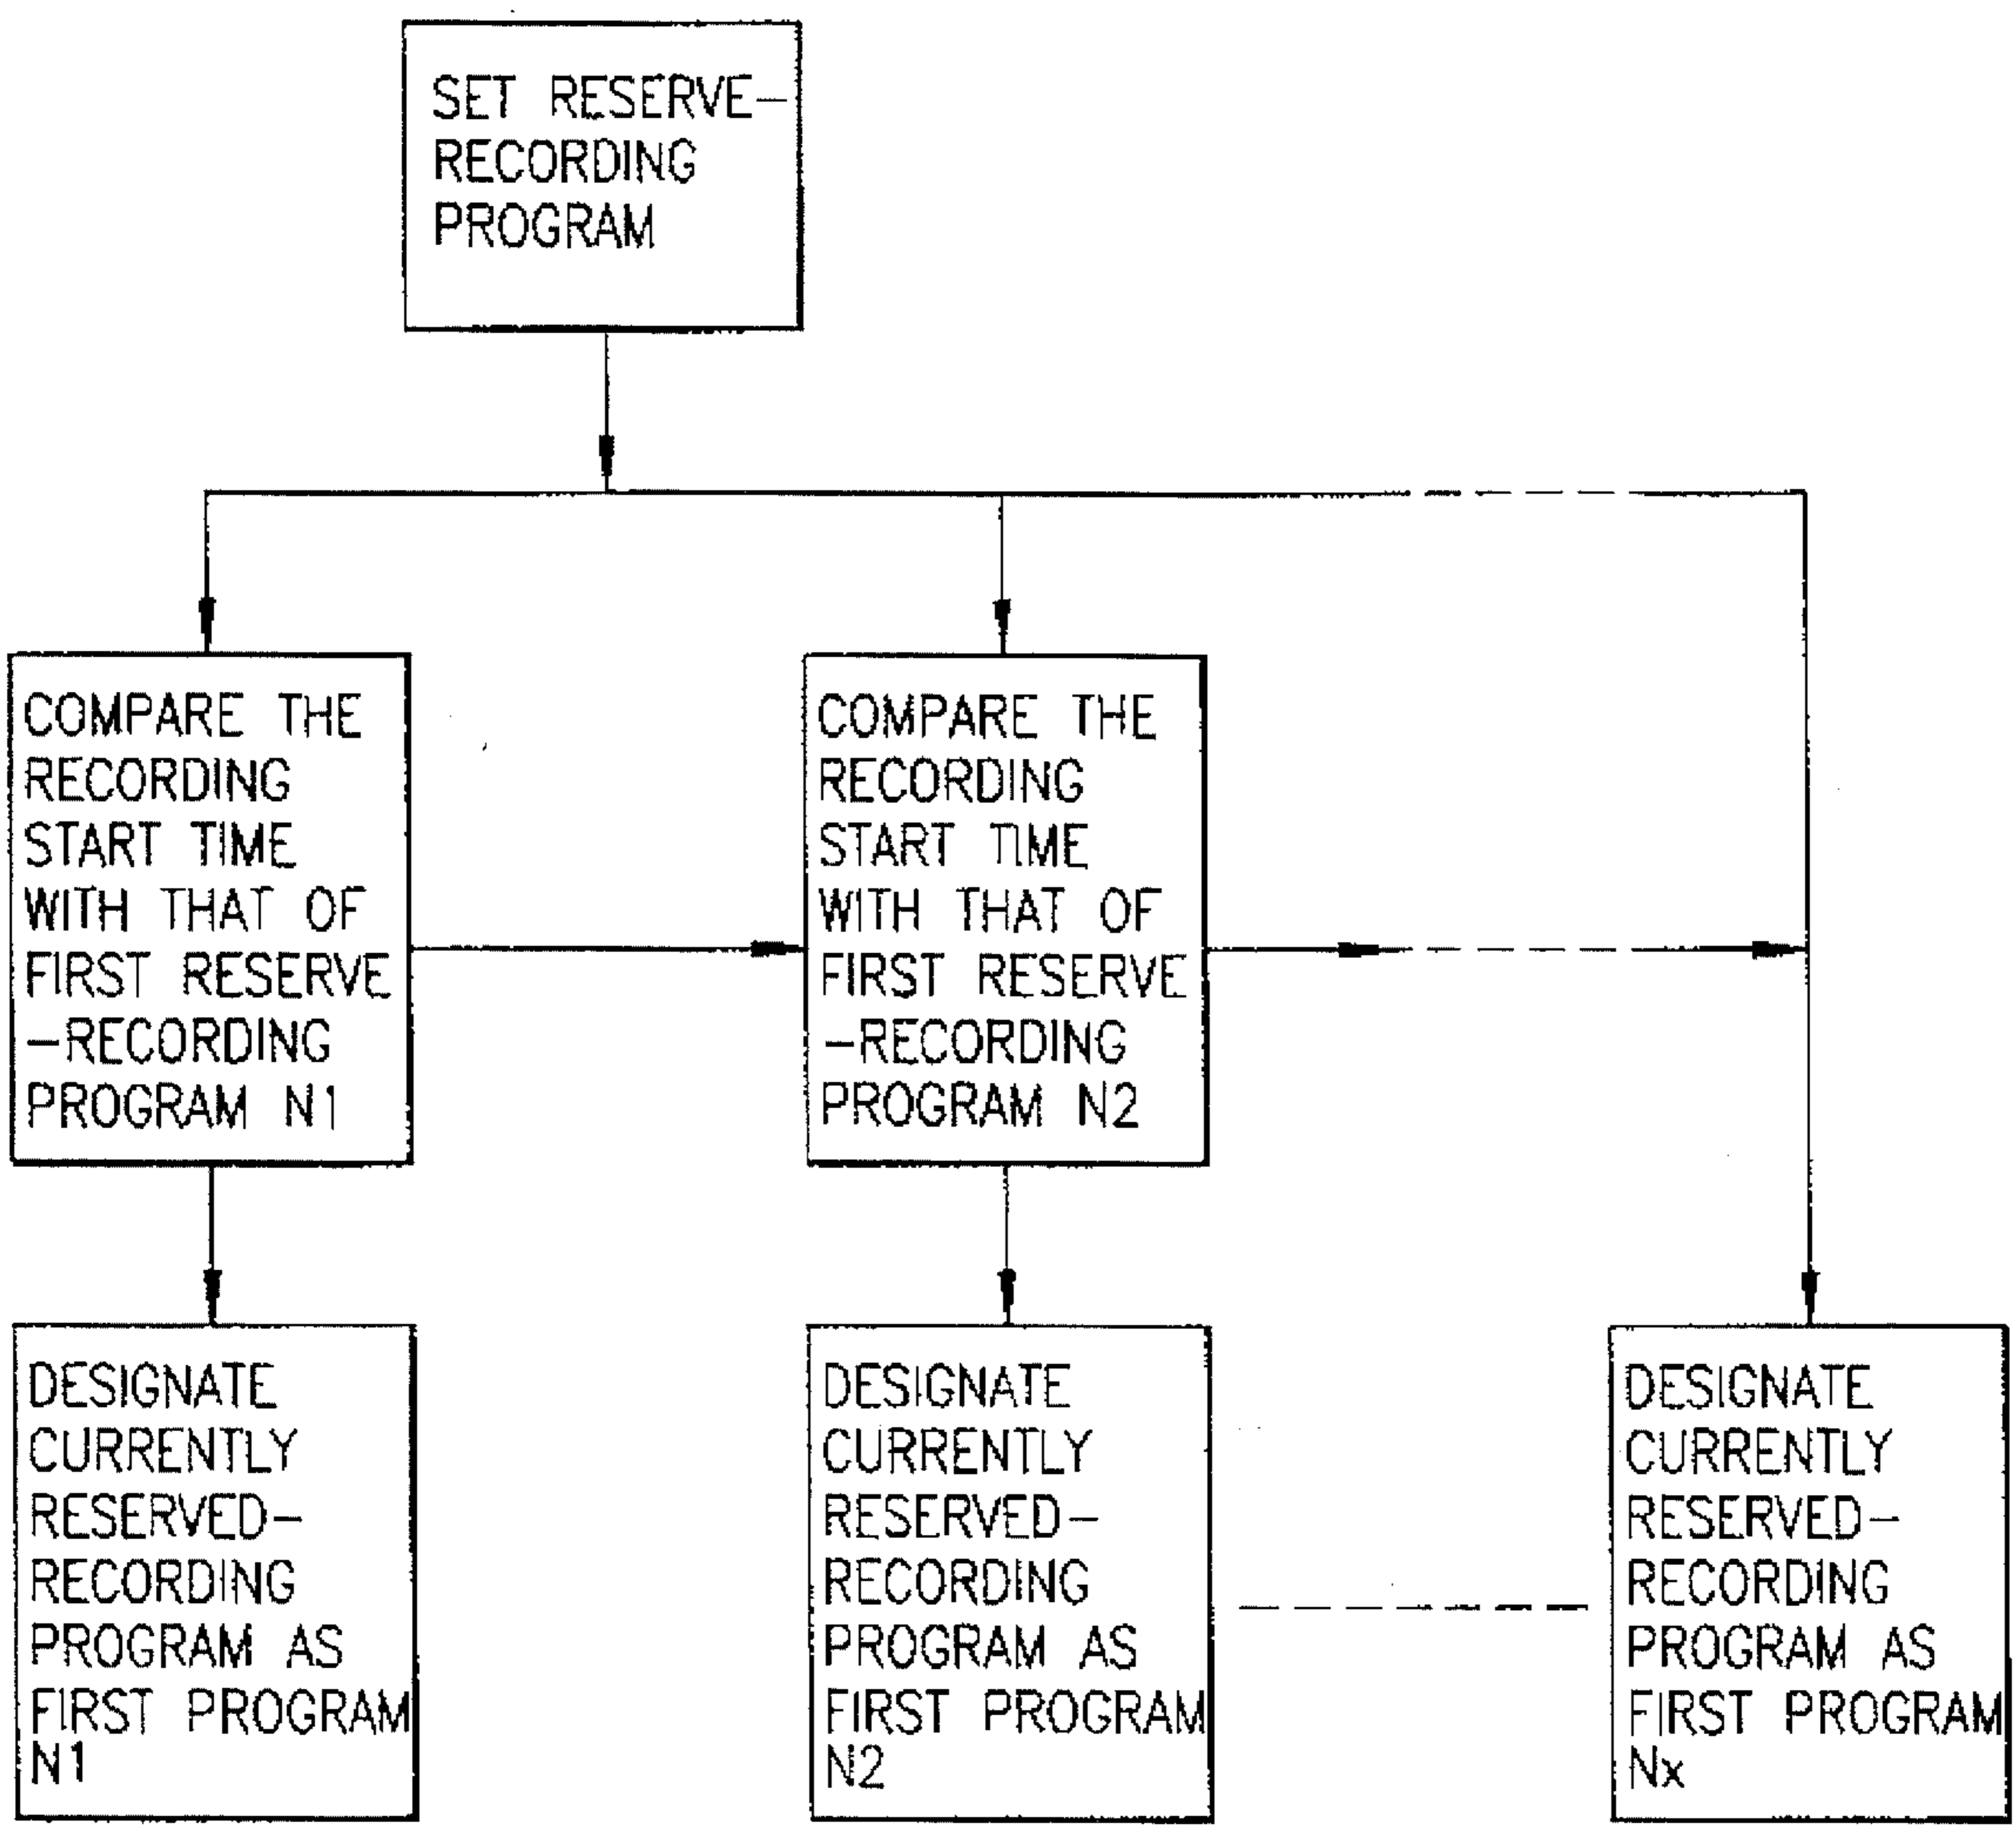 SET RESERVE-
RECORDING
PROGRAM
COMPARE THE
RECORDING
START TIME
WITH THAT OF
FIRST RESERVE
-RECORDING
PROGRAM N1
COMPARE THE
RECORDING
START TIME
WITH THAT OF
FIRST RESERVE
-RECORDING
PROGRAM N2
DESIGNATE
CURRENTLY
RESERVED-
RECORDING
PROGRAM AS
FIRST PROGRAM
N1
DESIGNATE
CURRENTLY
RESERVED-
RECORDING
PROGRAM AS
FIRST PROGRAM
N2
DESIGNATE
CURRENTLY
RESERVED-
RECORDING
PROGRAM AS
FIRST PROGRAM
Nx